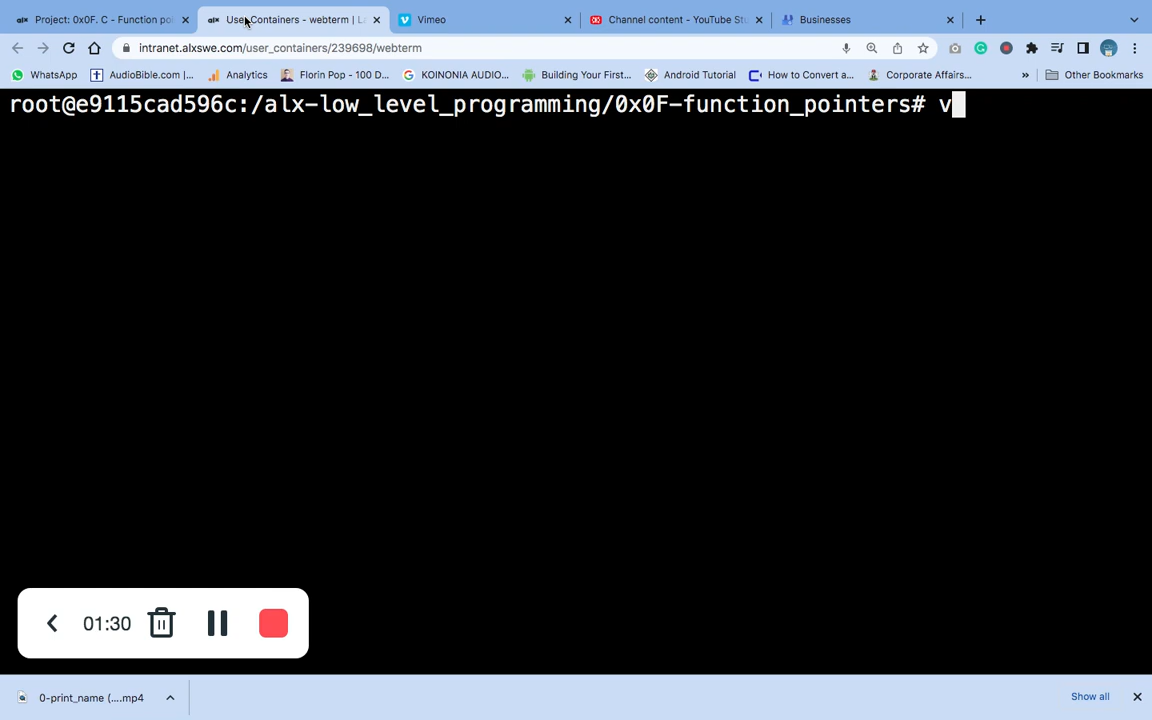 Project: 0x0F. C - Function poi
User Containers - webterm | L
Vimeo
Channel content - YouTube Stu
Businesses
intranet.alxswe.com/user_containers/239698/webterm
WhatsApp
AudioBible.com |...
Analytics
Florin Pop - 100 D...
KOINONIA AUDIO...
Building Your First...
Android Tutorial
How to Convert a...
Corporate Affairs...
»
Other Bookmarks
root@e9115cad596c:/alx-low_level_programming/0x0F-function_pointers# v
01:30
0-print_name (....mp4
Show all